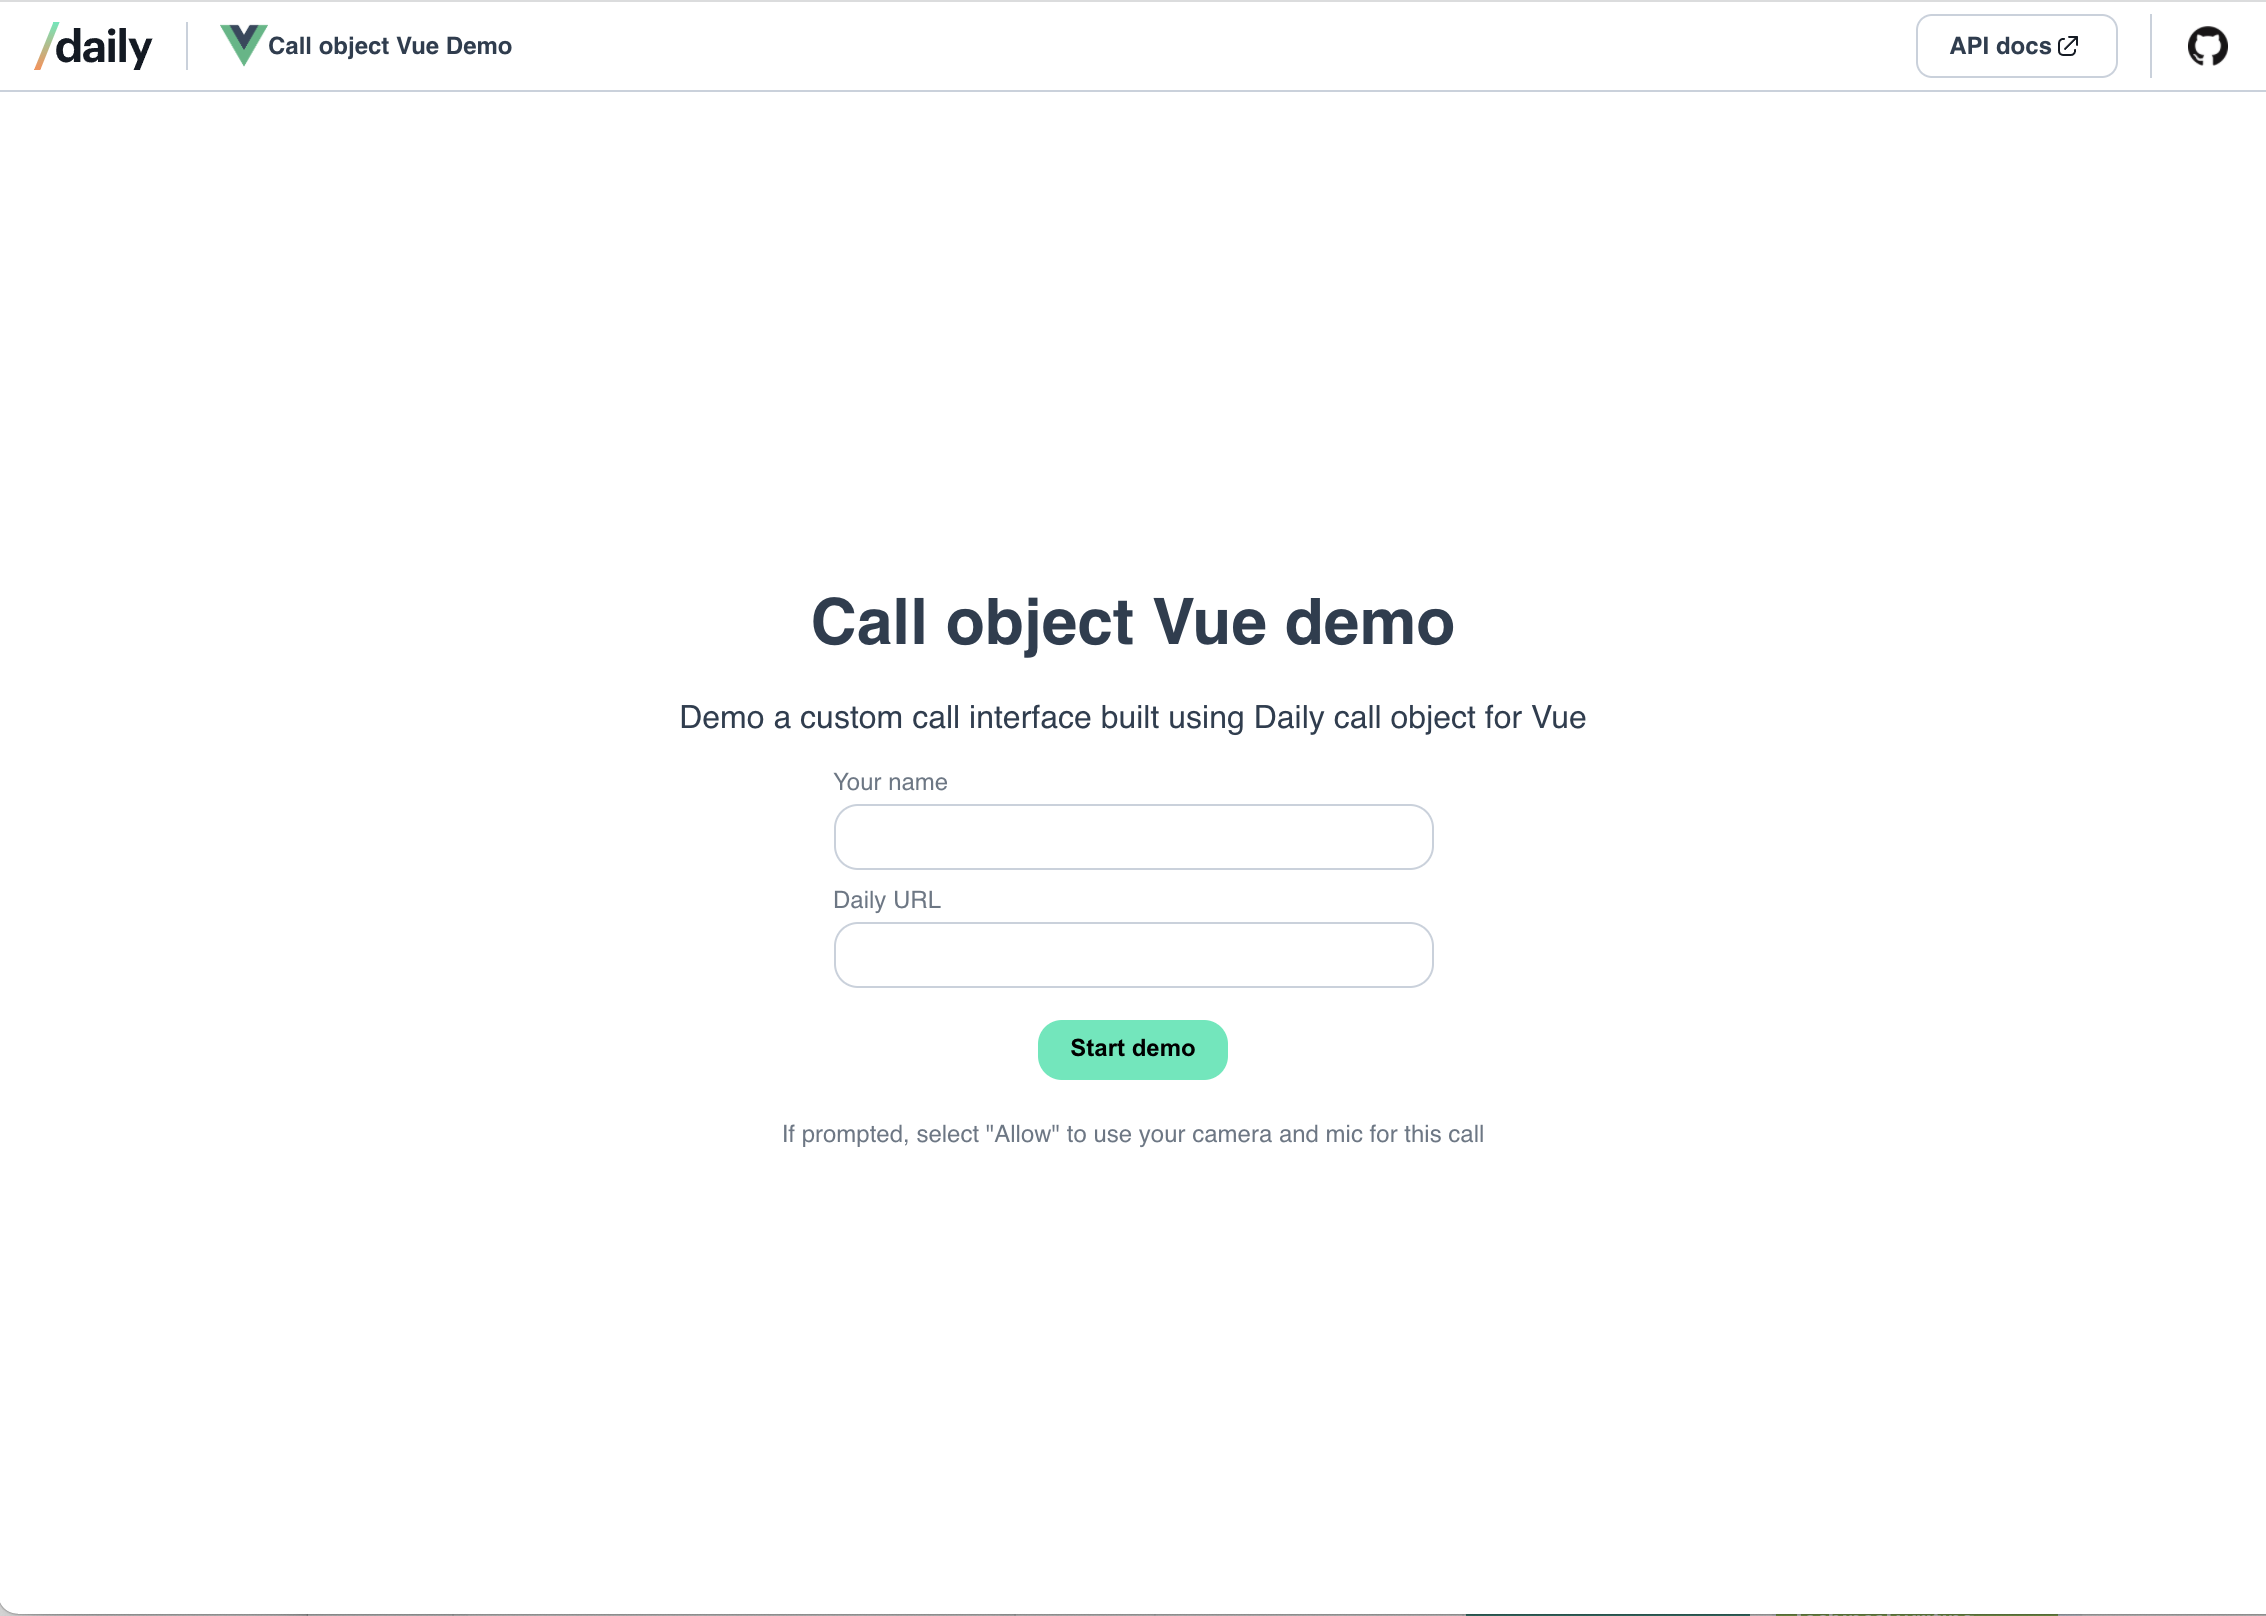 /daily
Call object Vue Demo
API docs
Call object Vue demo
Demo a custom call interface built using Daily call object for Vue
Your name
Daily URL
Start demo
If prompted, select "Allow" to use your camera and mic for this call